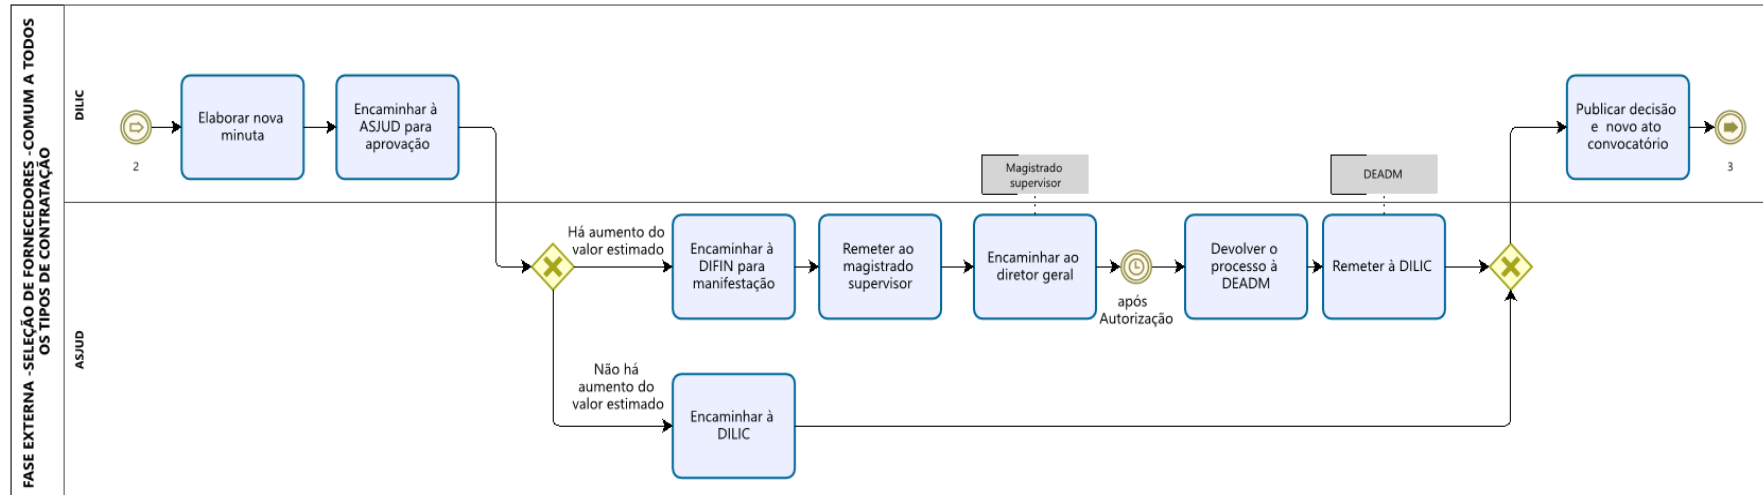 FASE EXTERNA -SELEÇÃO DE FORNECEDORES -COMUM A TODOS
OS TIPOS DE CONTRATAÇÃO
DILIC
2
Elaborar nova
minuta
Encaminhar à
ASJUD para
aprovação
Publicar decisão
e novo ato
convocatório
3
Magistrado
supervisor
DEADM
ASJUD
Há aumento do
valor estimado
Encaminhar à
DIFIN para
manifestação
Remeter ao
magistrado
supervisor
Encaminhar ao
diretor geral
após
Autorização
Devolver o
processo à
DEADM
Remeter à DILIC
Não há
aumento do
valor estimado
Encaminhar à
DILIC